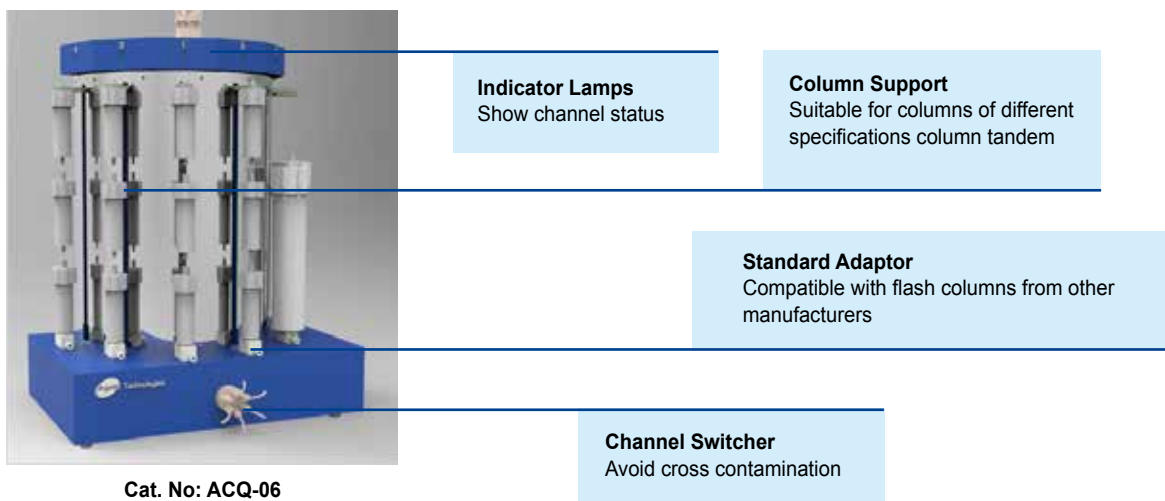 Indicator Lamps
Show channel status
Column Support
Suitable for columns of different
specifications column tandem
Standard Adaptor
Compatible with flash columns from other
manufacturers
Technologies
Channel Switcher
Avoid cross contamination
Cat. No: ACQ-06